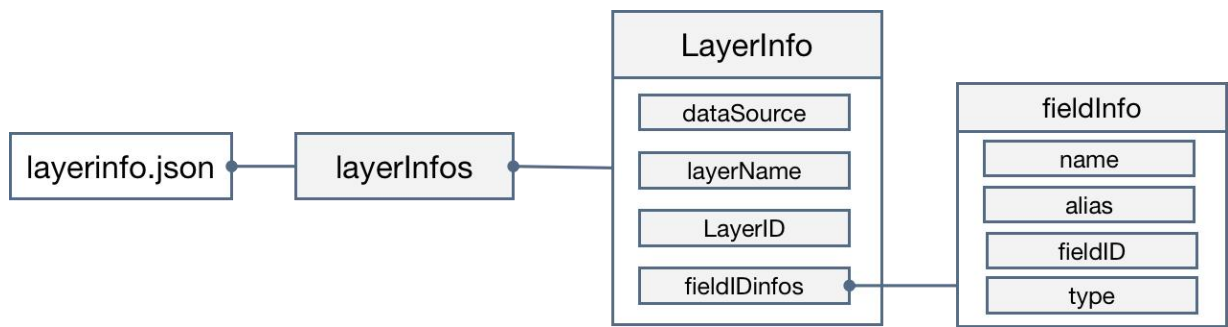 layerinfo.json
layerInfos
LayerInfo
dataSource
layerName
LayerID
fieldIDinfos
fieldInfo
name
alias
fieldID
type